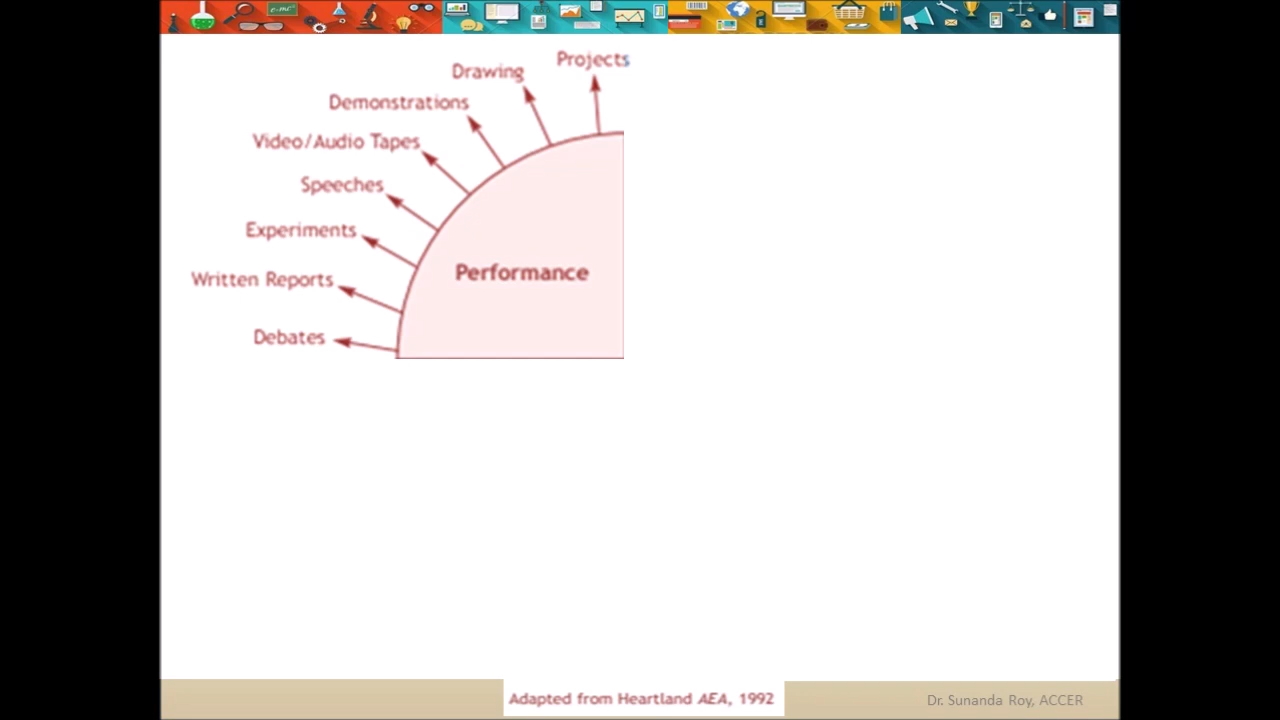 Projects
Drawing
Demonstrations
Video/Audio Tapes
Speeches
Experiments
Written Reports
Debates
Performance
Adapted from Heartland AEA, 1992
Dr. Sunanda Roy, ACCER